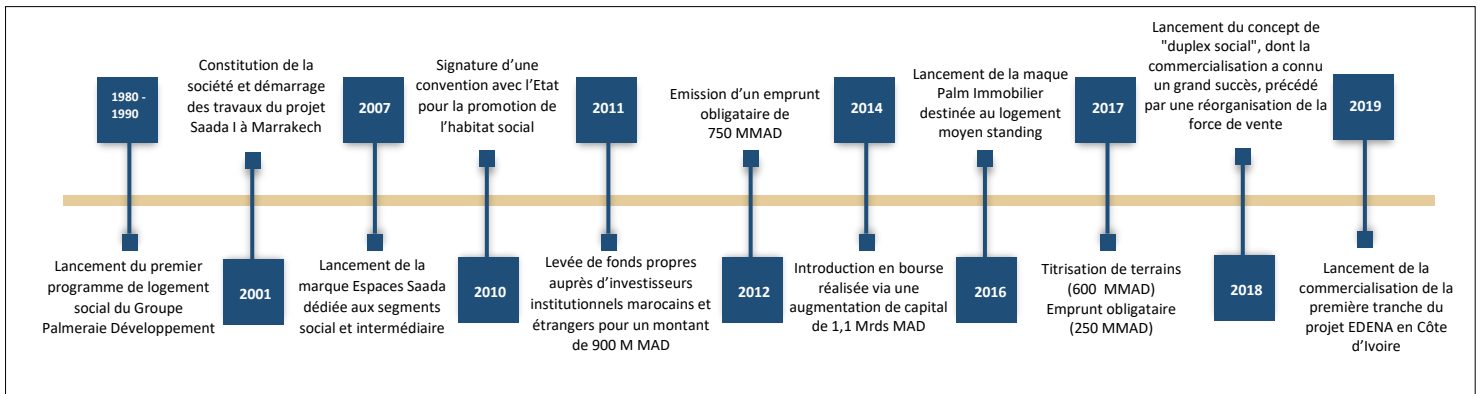 1980 -
1990
Lancement du premier
programme de logement
social du Groupe
Palmeraie Développement
Constitution de la
société et démarrage
des travaux du projet
Saada I à Marrakech
2001
2007
Lancement de la
marque Espaces Saada
dédiée aux segments
social et intermédiaire
Signature d’une
convention avec l’Etat
pour la promotion de
l’habitat social
2010
2011
Levée de fonds propres
auprès d’investisseurs
institutionnels marocains et
étrangers pour un montant
de 900 M MAD
Emission d’un emprunt
obligataire de
750 MMAD
2012
2014
Introduction en bourse
réalisée via une
augmentation de capital
de 1,1 Mrds MAD
Lancement de la maque
Palm Immobilier
destinée au logement
moyen standing
2016
2017
Titrisation de terrains
(600 MMAD)
Emprunt obligataire
(250 MMAD)
Lancement du concept de
"duplex social", dont la
commercialisation a connu
un grand succès, précédé
par une réorganisation de la
force de vente
2018
2019
Lancement de la
commercialisation de la
première tranche du
projet EDENA en Côte
d’Ivoire